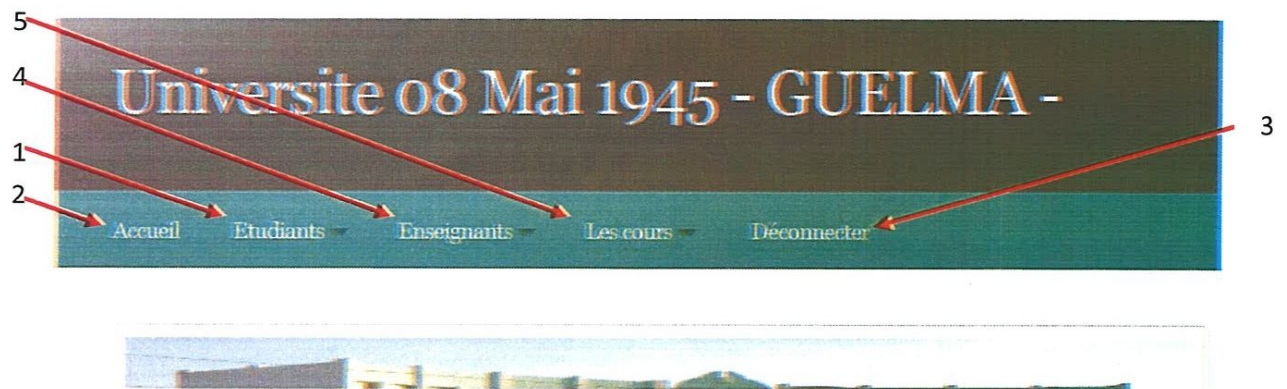 5
Universite 08 Mai 1945 - GUELMA -
4
3
1
2
Accueil Etudiants Enseignants Les cours Déconnecter